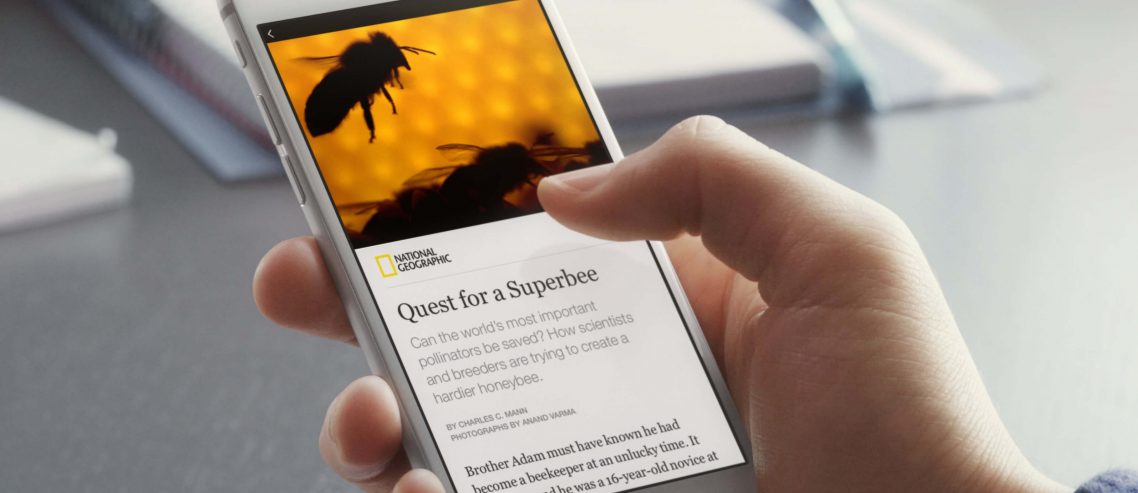 NATIONAL
GEOGRAPHIC
Quest for a Superbee
Can the world's most important
pollinators be saved? How scientists
and breeders are trying to create a
hardier honeybee.
BY CHARLES C. MANN
PHOTOGRAPHS BY ANAND VARMA
Brother Adam must have known he had
become a beekeeper at an unlucky time. It
he was a 16-year-old novice at